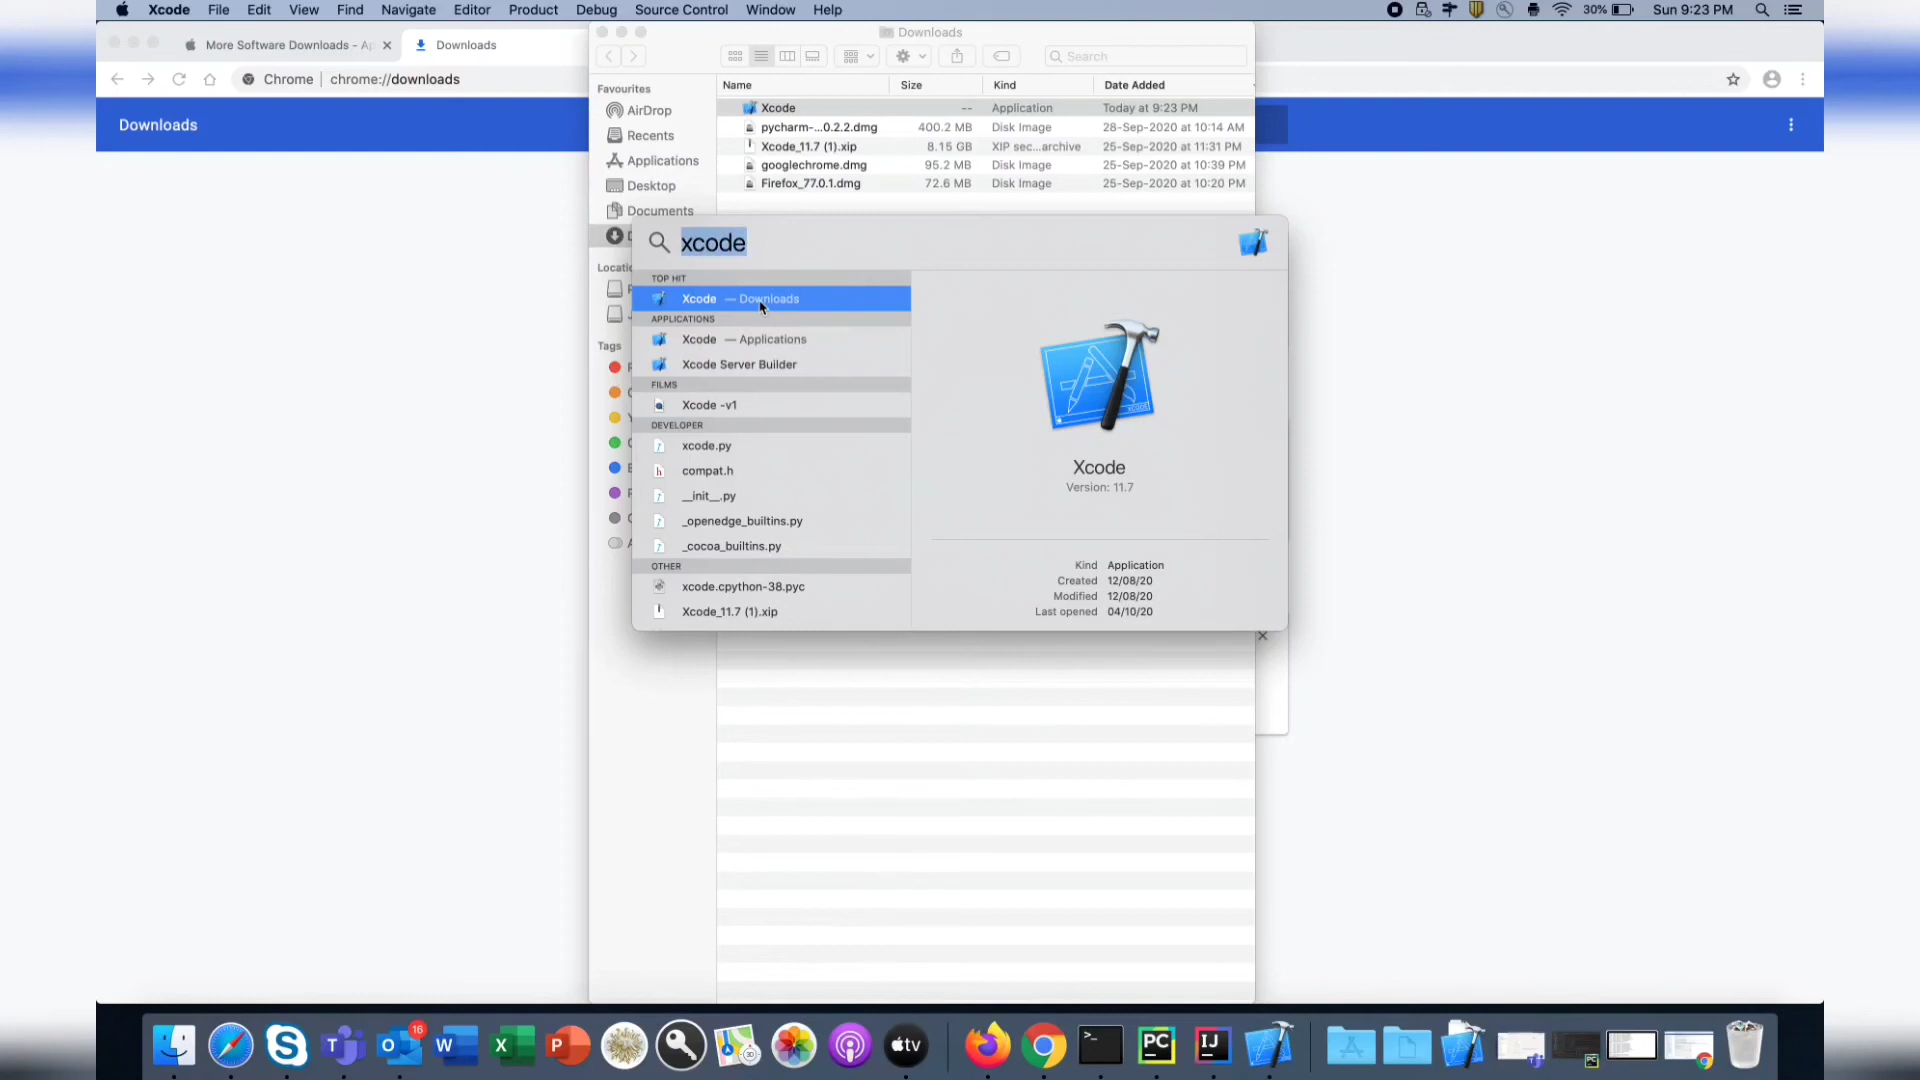 Xcode File Edit View Find Navigate Editor Product Debug Source Control Window Help 30% Sun 9:23 PM
More Software Downloads - Ap
Downloads
Downloads
Chrome | chrome://downloads
Downloads
Search
Favourites
AirDrop
Recents
Applications
Desktop
Documents
Name Size Kind Date Added
Xcode -- Application Today at 9:23 PM
pycharm-...0.2.2.dmg 400.2 MB Disk Image 28-Sep-2020 at 10:14 AM
Xcode_11.7 (1).xip 8.15 GB XIP sec...archive 25-Sep-2020 at 11:31 PM
googlechrome.dmg 95.2 MB Disk Image 25-Sep-2020 at 10:39 PM
Firefox_77.0.1.dmg 72.6 MB Disk Image 25-Sep-2020 at 10:20 PM
Tags
xcode
TOP HIT
Xcode — Downloads
APPLICATIONS
Xcode — Applications
Xcode Server Builder
FILMS
Xcode -v1
DEVELOPER
xcode.py
compat.h
__init__.py
_openedge_builtins.py
_cocoa_builtins.py
OTHER
xcode.cpython-38.pyc
Xcode_11.7 (1).xip
XCODE
Xcode
Version: 11.7
Kind Application
Created 12/08/20
Modified 12/08/20
Last opened 04/10/20
16
tv
PC
IJ